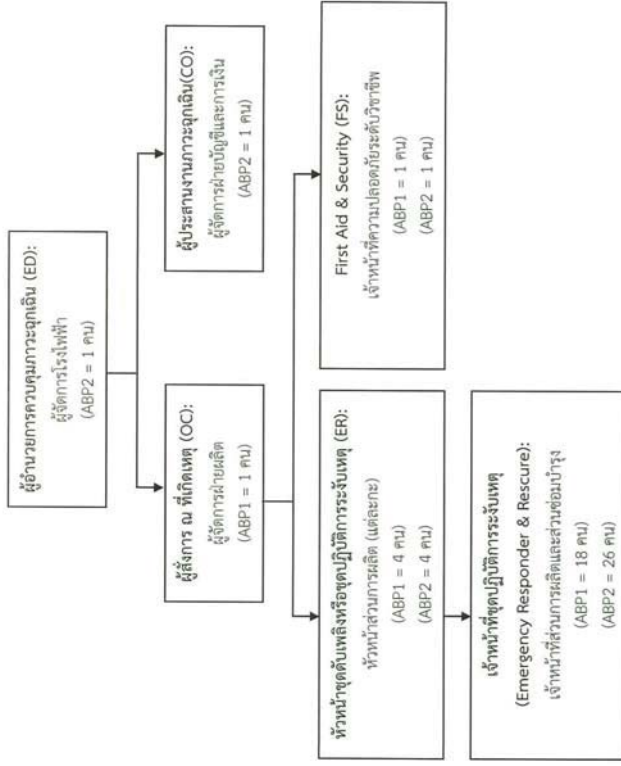 ผู้อำนวยการควบคุมภาวะฉุกเฉิน (ED):
ผู้จัดการโรงไฟฟ้า
(ABP2 = 1 คน)
ผู้สั่งการ ณ ที่เกิดเหตุ (OC):
ผู้จัดการฝ่ายผลิต
(ABP1 = 1 คน)
ผู้ประสานงานภาวะฉุกเฉิน(CO):
ผู้จัดการฝ่ายบัญชีและการเงิน
(ABP2 = 1 คน)
หัวหน้าชุดดับเพลิงหรือชุดปฏิบัติการระงับเหตุ (ER):
หัวหน้าส่วนการผลิต (แต่ละกะ)
(ABP1 = 4 คน)
(ABP2 = 4 คน)
First Aid & Security (FS):
เจ้าหน้าที่ความปลอดภัยระดับวิชาชีพ
(ABP1 = 1 คน)
(ABP2 = 1 คน)
เจ้าหน้าที่ชุดปฏิบัติการระงับเหตุ
(Emergency Responder & Rescure):
เจ้าหน้าที่ส่วนการผลิตและส่วนซ่อมบำรุง
(ABP1 = 18 คน)
(ABP2 = 26 คน)